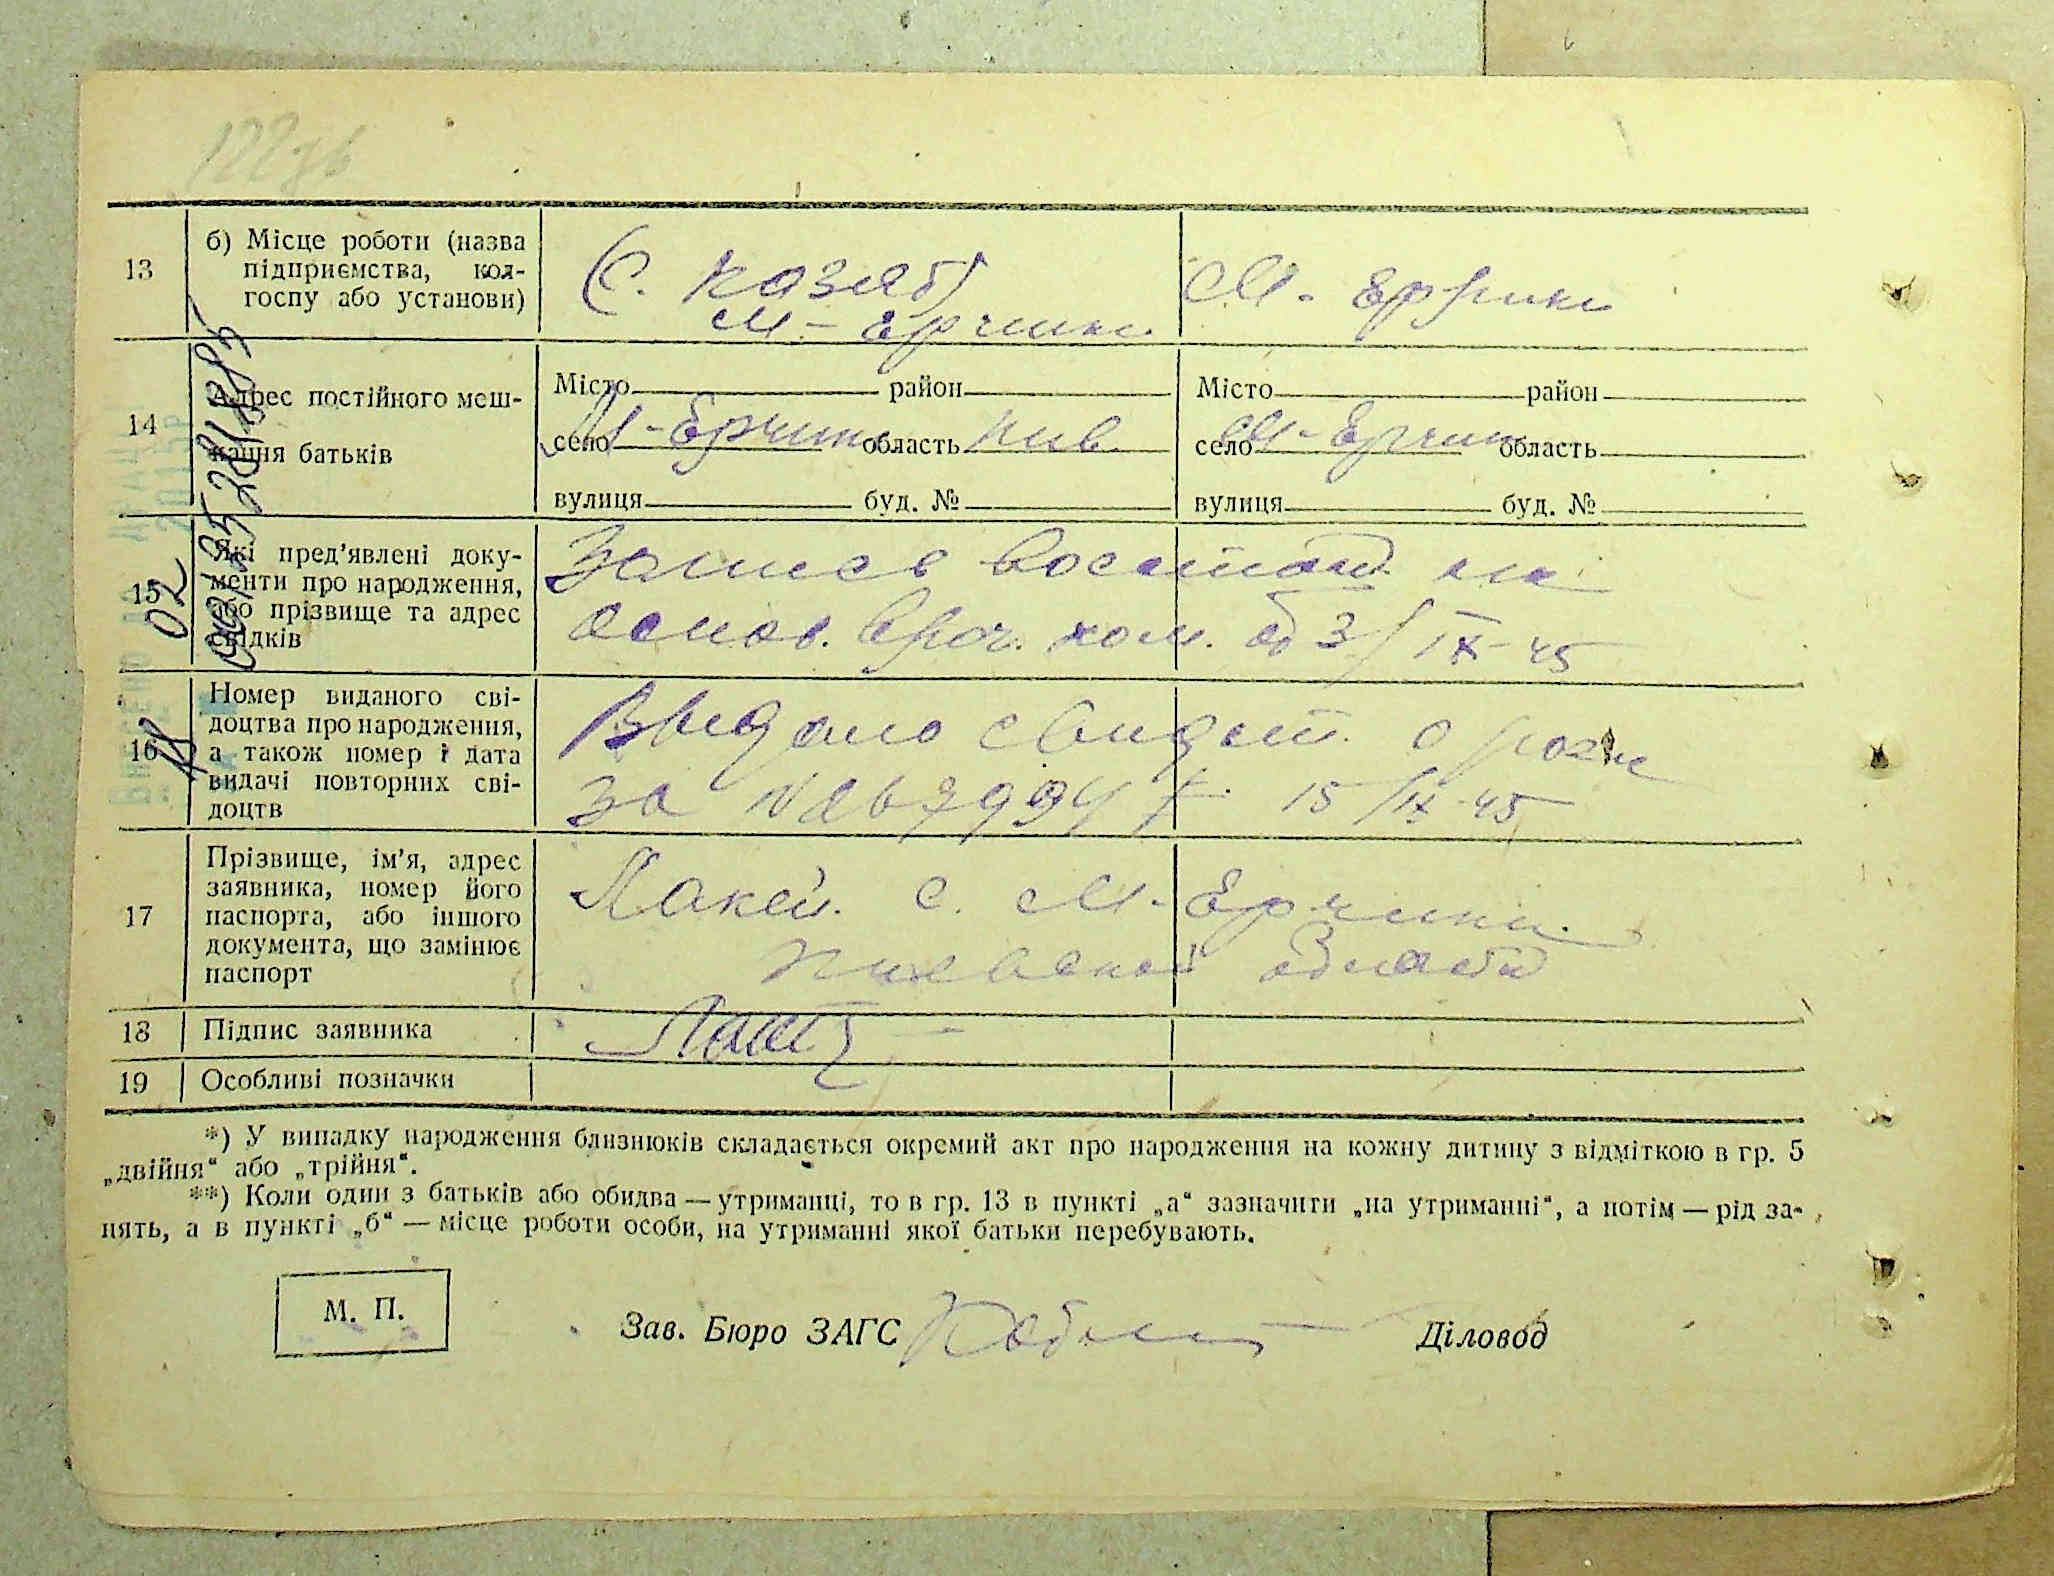 122зв
13
б) Місце роботи (назва
підприємства, кол-
госпу або установи)
М- Ерчики
М- Ерчики
14
Адрес постійного меш-
кання батьків
Місто район
село М-Ерчики область Кив
вулиця буд. №
Місто район
село М-Ерчики область
вулиця буд. №
15
Які пред’явлені доку-
менти про народження,
або прізвище та адрес
свідків
Запись восстан. на
основ. врач. ком. від 3/IX-45
16
Номер виданого сві-
доцтва про народження,
а також номер і дата
видачі повторних сві-
доцтв
Выдано свидет. о рожд
за № 15/IX-45
17
Прізвище, ім’я, адрес
заявника, номер його
паспорта, або іншого
документа, що замінює
паспорт
Лакей. с. М-Ерчики
Киевской области
18
Підпис заявника
19
Особливі позначки
*) У випадку народження близнюків складається окремий акт про народження на кожну дитину з відміткою в гр. 5
„двійня“ або „трійня“.
**) Коли один з батьків або обидва — утриманці, то в гр. 13 в пункті „а“ зазначити „на утриманні“, а потім — рід за-
нять, а в пункті „б“ — місце роботи особи, на утриманні якої батьки перебувають.
М. П.
Зав. Бюро ЗАГС
Діловод